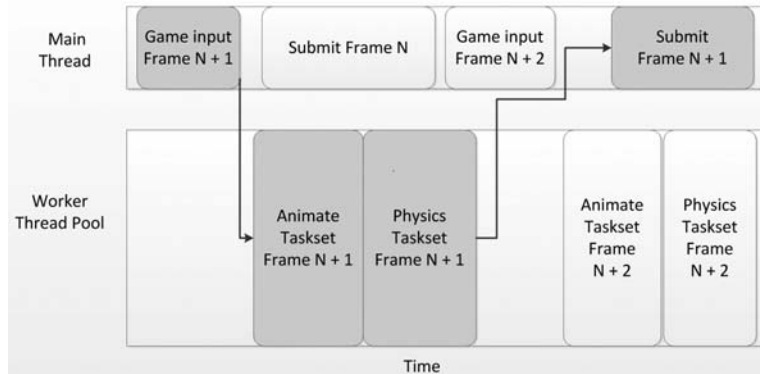 Main
Thread
Game input
Frame N + 1
Submit Frame N
Game input
Frame N + 2
Submit
Frame N + 1
Worker
Thread Pool
Animate
Taskset
Frame N + 1
Physics
Taskset
Frame N + 1
Animate
Taskset
Frame
N + 2
Physics
Taskset
Frame
N + 2
Time